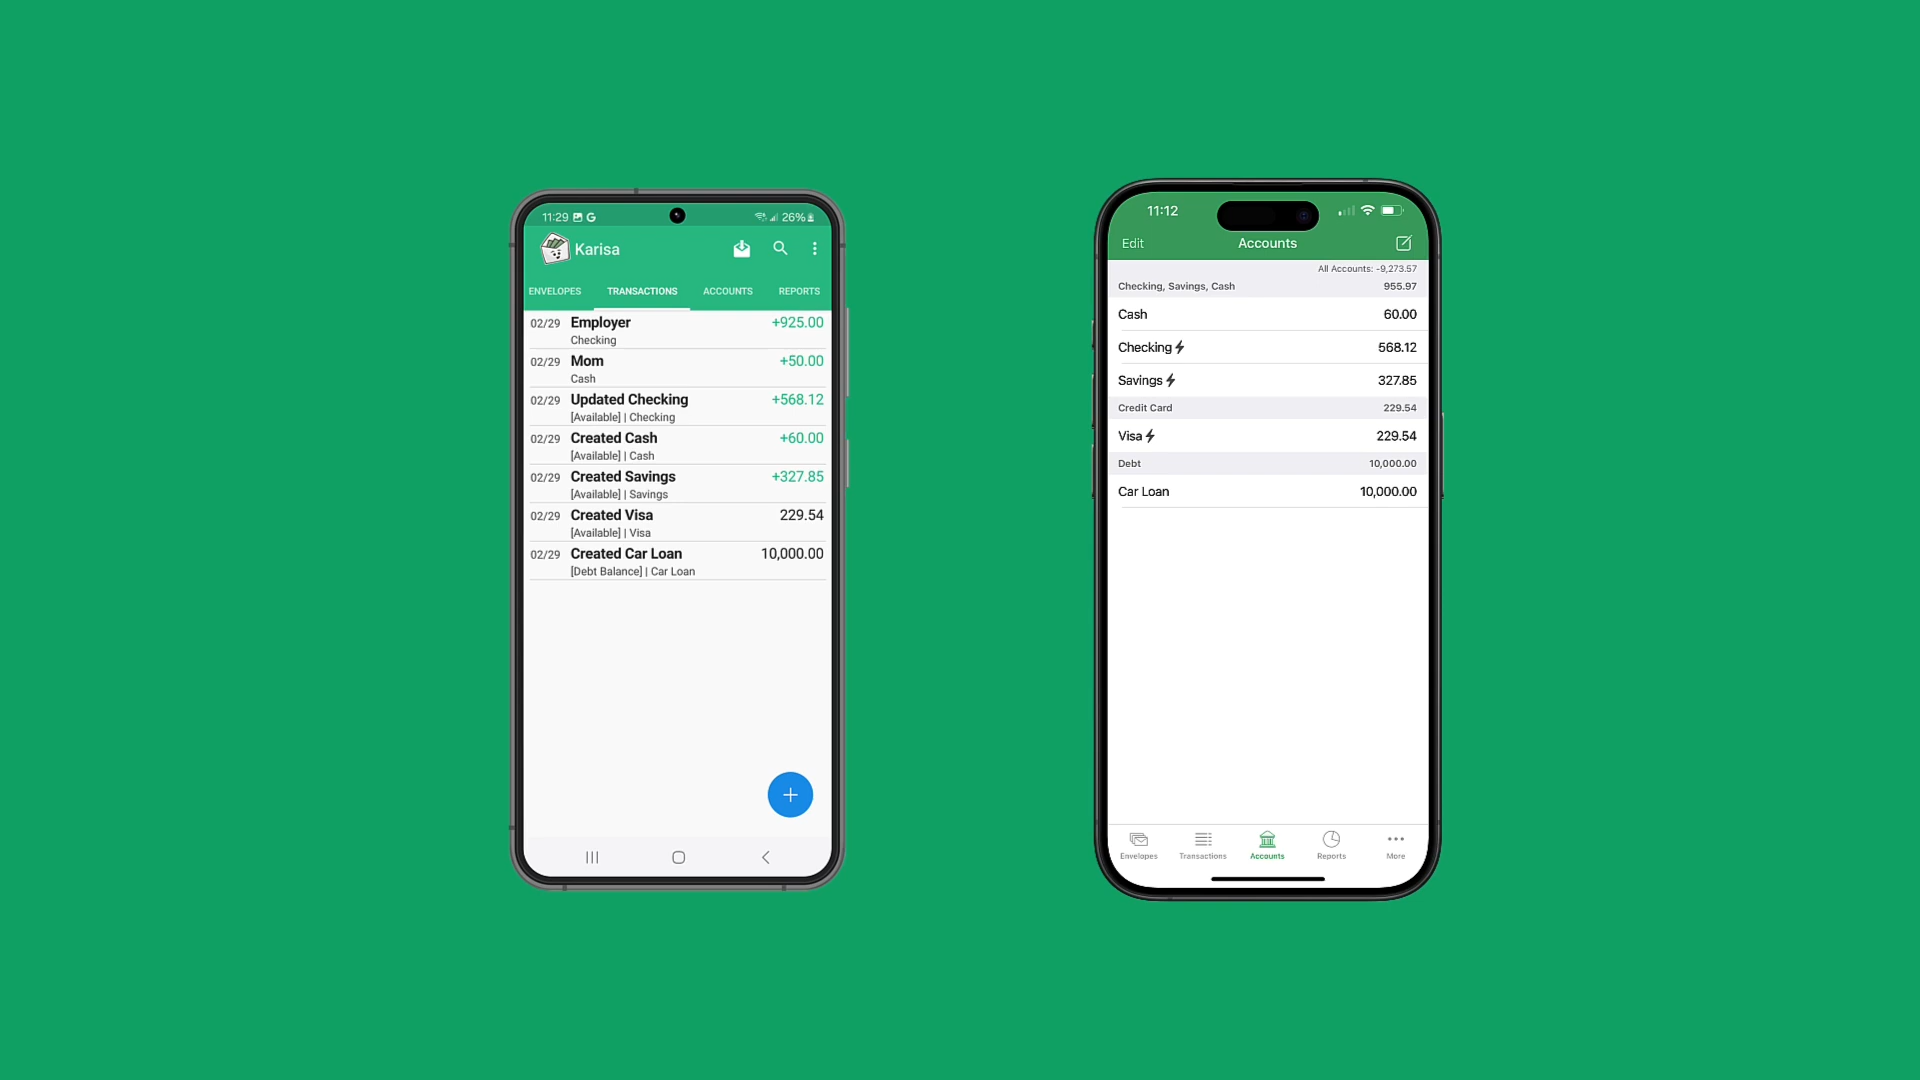 11:29 G 26%
Karisa
ENVELOPES TRANSACTIONS ACCOUNTS REPORTS
02/29 Employer +925.00
Checking
02/29 Mom +50.00
Cash
02/29 Updated Checking +568.12
[Available] | Checking
02/29 Created Cash +60.00
[Available] | Cash
02/29 Created Savings +327.85
[Available] | Savings
02/29 Created Visa 229.54
[Available] | Visa
02/29 Created Car Loan 10,000.00
[Debt Balance] | Car Loan
11:12
Edit Accounts
All Accounts: -9,273.57
Checking, Savings, Cash 955.97
Cash 60.00
Checking 568.12
Savings 327.85
Credit Card 229.54
Visa 229.54
Debt 10,000.00
Car Loan 10,000.00
Envelopes Transactions Accounts Reports More